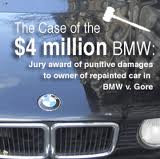 The Case of the
$4 million BMW:
Jury award of punitive damages
to owner of repainted car in
BMW v. Gore